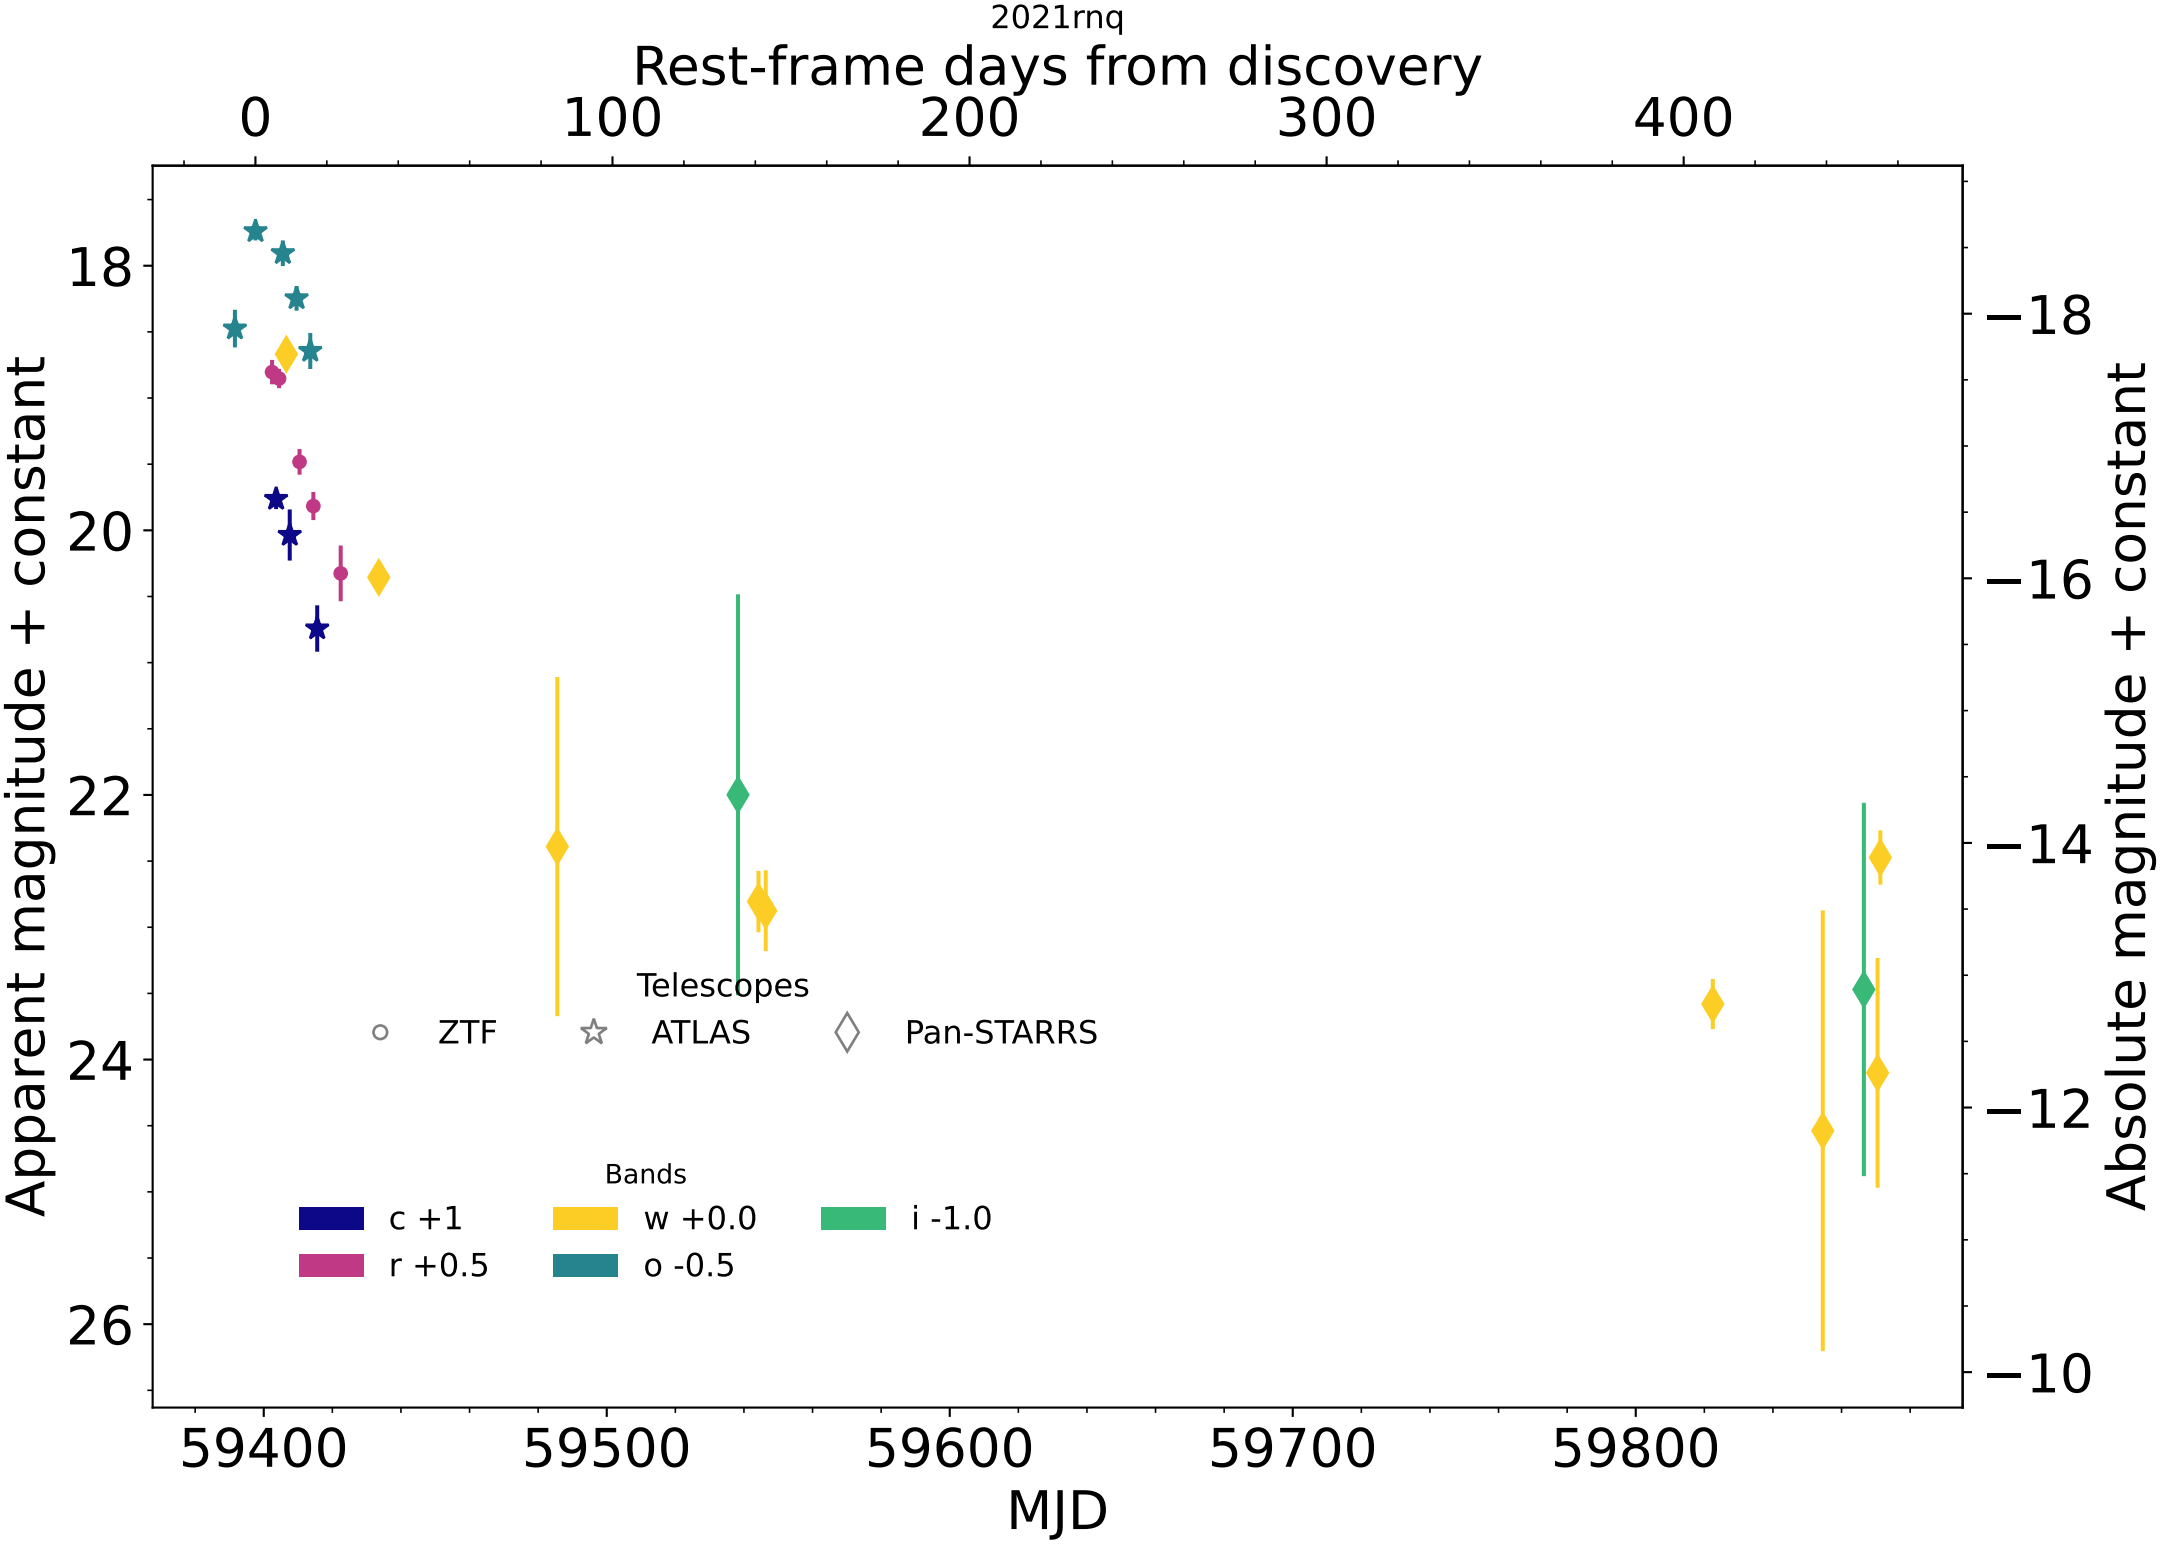 2021rnq
Rest-frame days from discovery
0 100 200 300 400
Apparent magnitude + constant
18
20
22
24
26
−18
−16
−14
−12
−10
Absolute magnitude + constant
Telescopes
ZTF ATLAS Pan-STARRS
Bands
c +1 w +0.0 i -1.0
r +0.5 o -0.5
59400 59500 59600 59700 59800
MJD